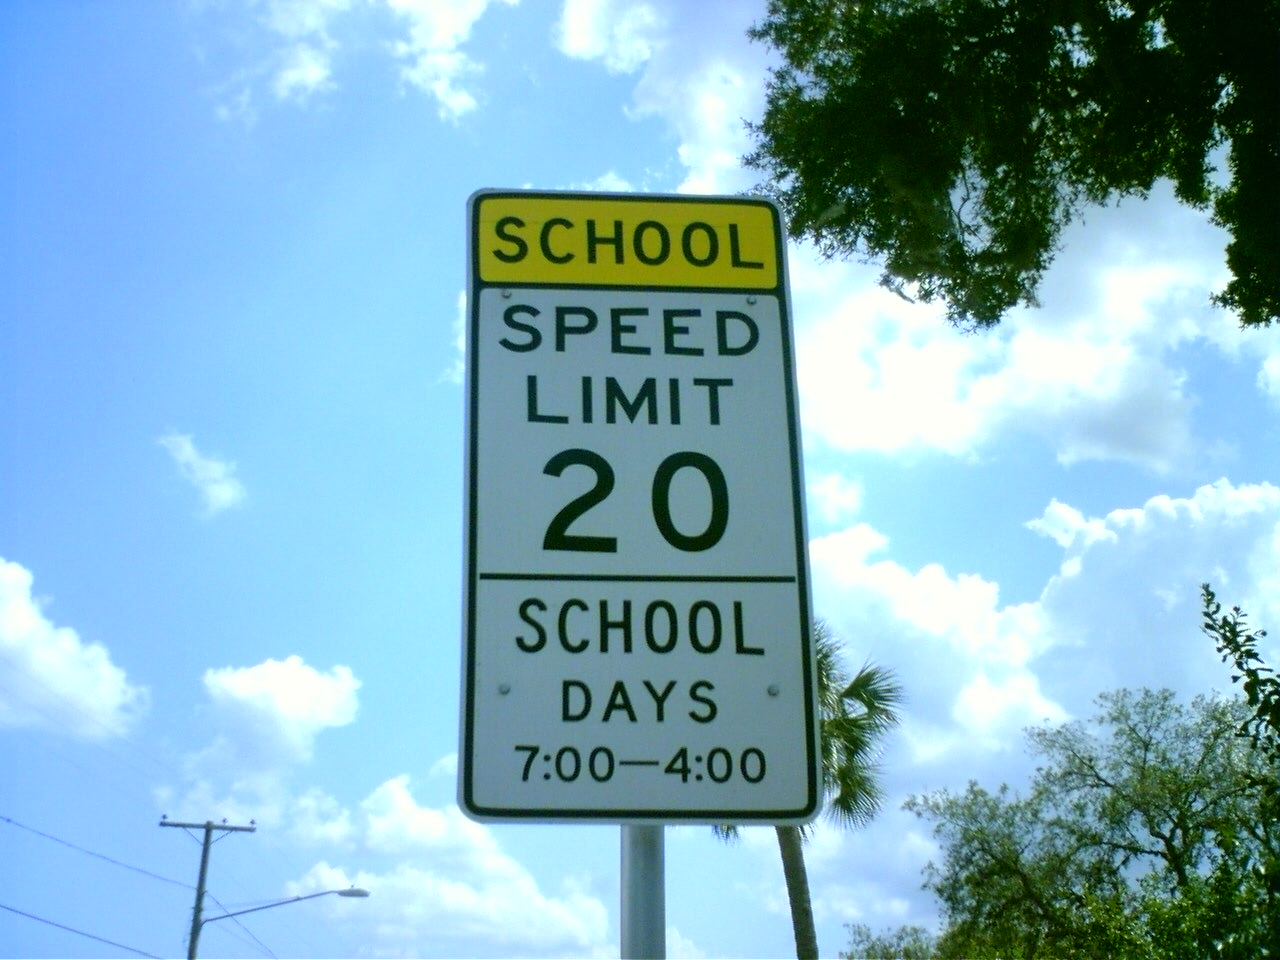 SCHOOL
SPEED
LIMIT
20
SCHOOL
DAYS
7:00—4:00